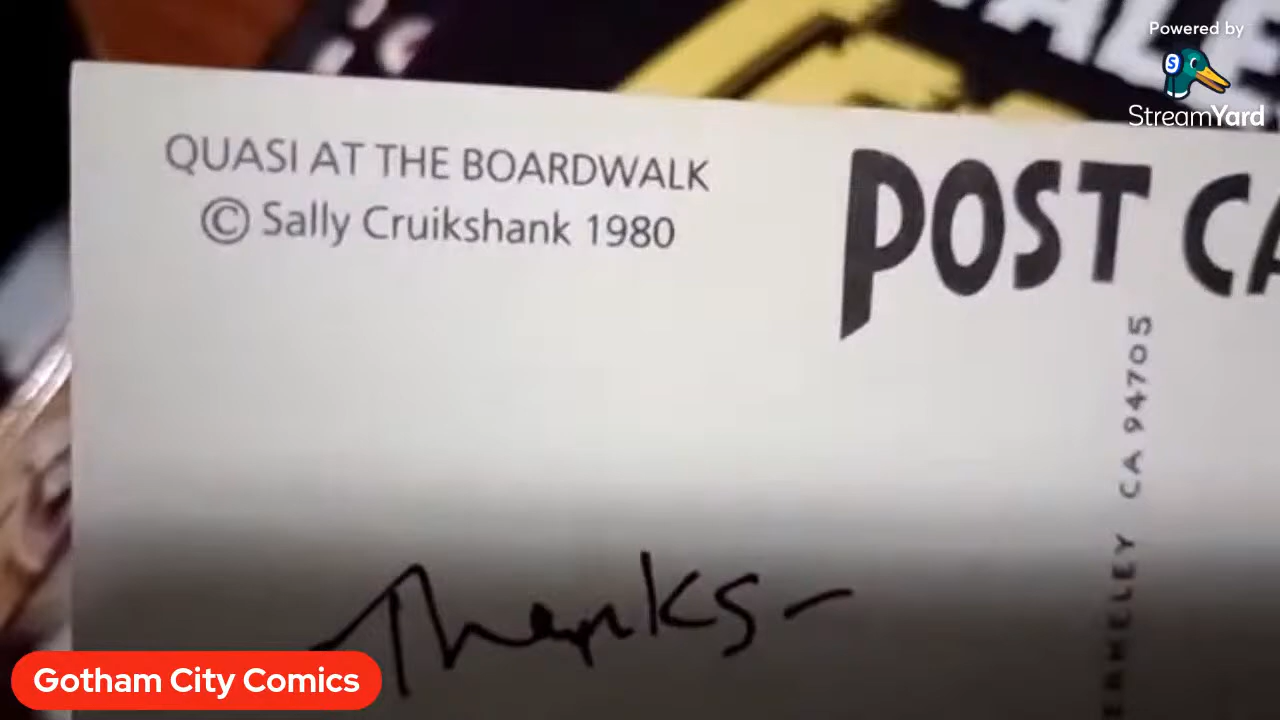 Powered by
StreamYard
QUASI AT THE BOARDWALK
© Sally Cruikshank 1980
POST CA
CA 94705
Thanks-
Gotham City Comics